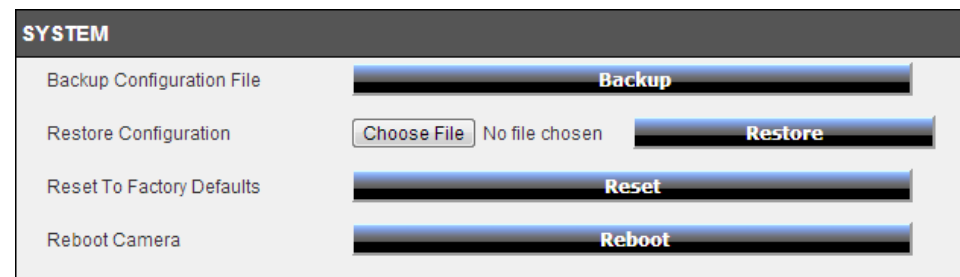 SYSTEM
Backup Configuration File Backup
Restore Configuration Choose File No file chosen Restore
Reset To Factory Defaults Reset
Reboot Camera Reboot